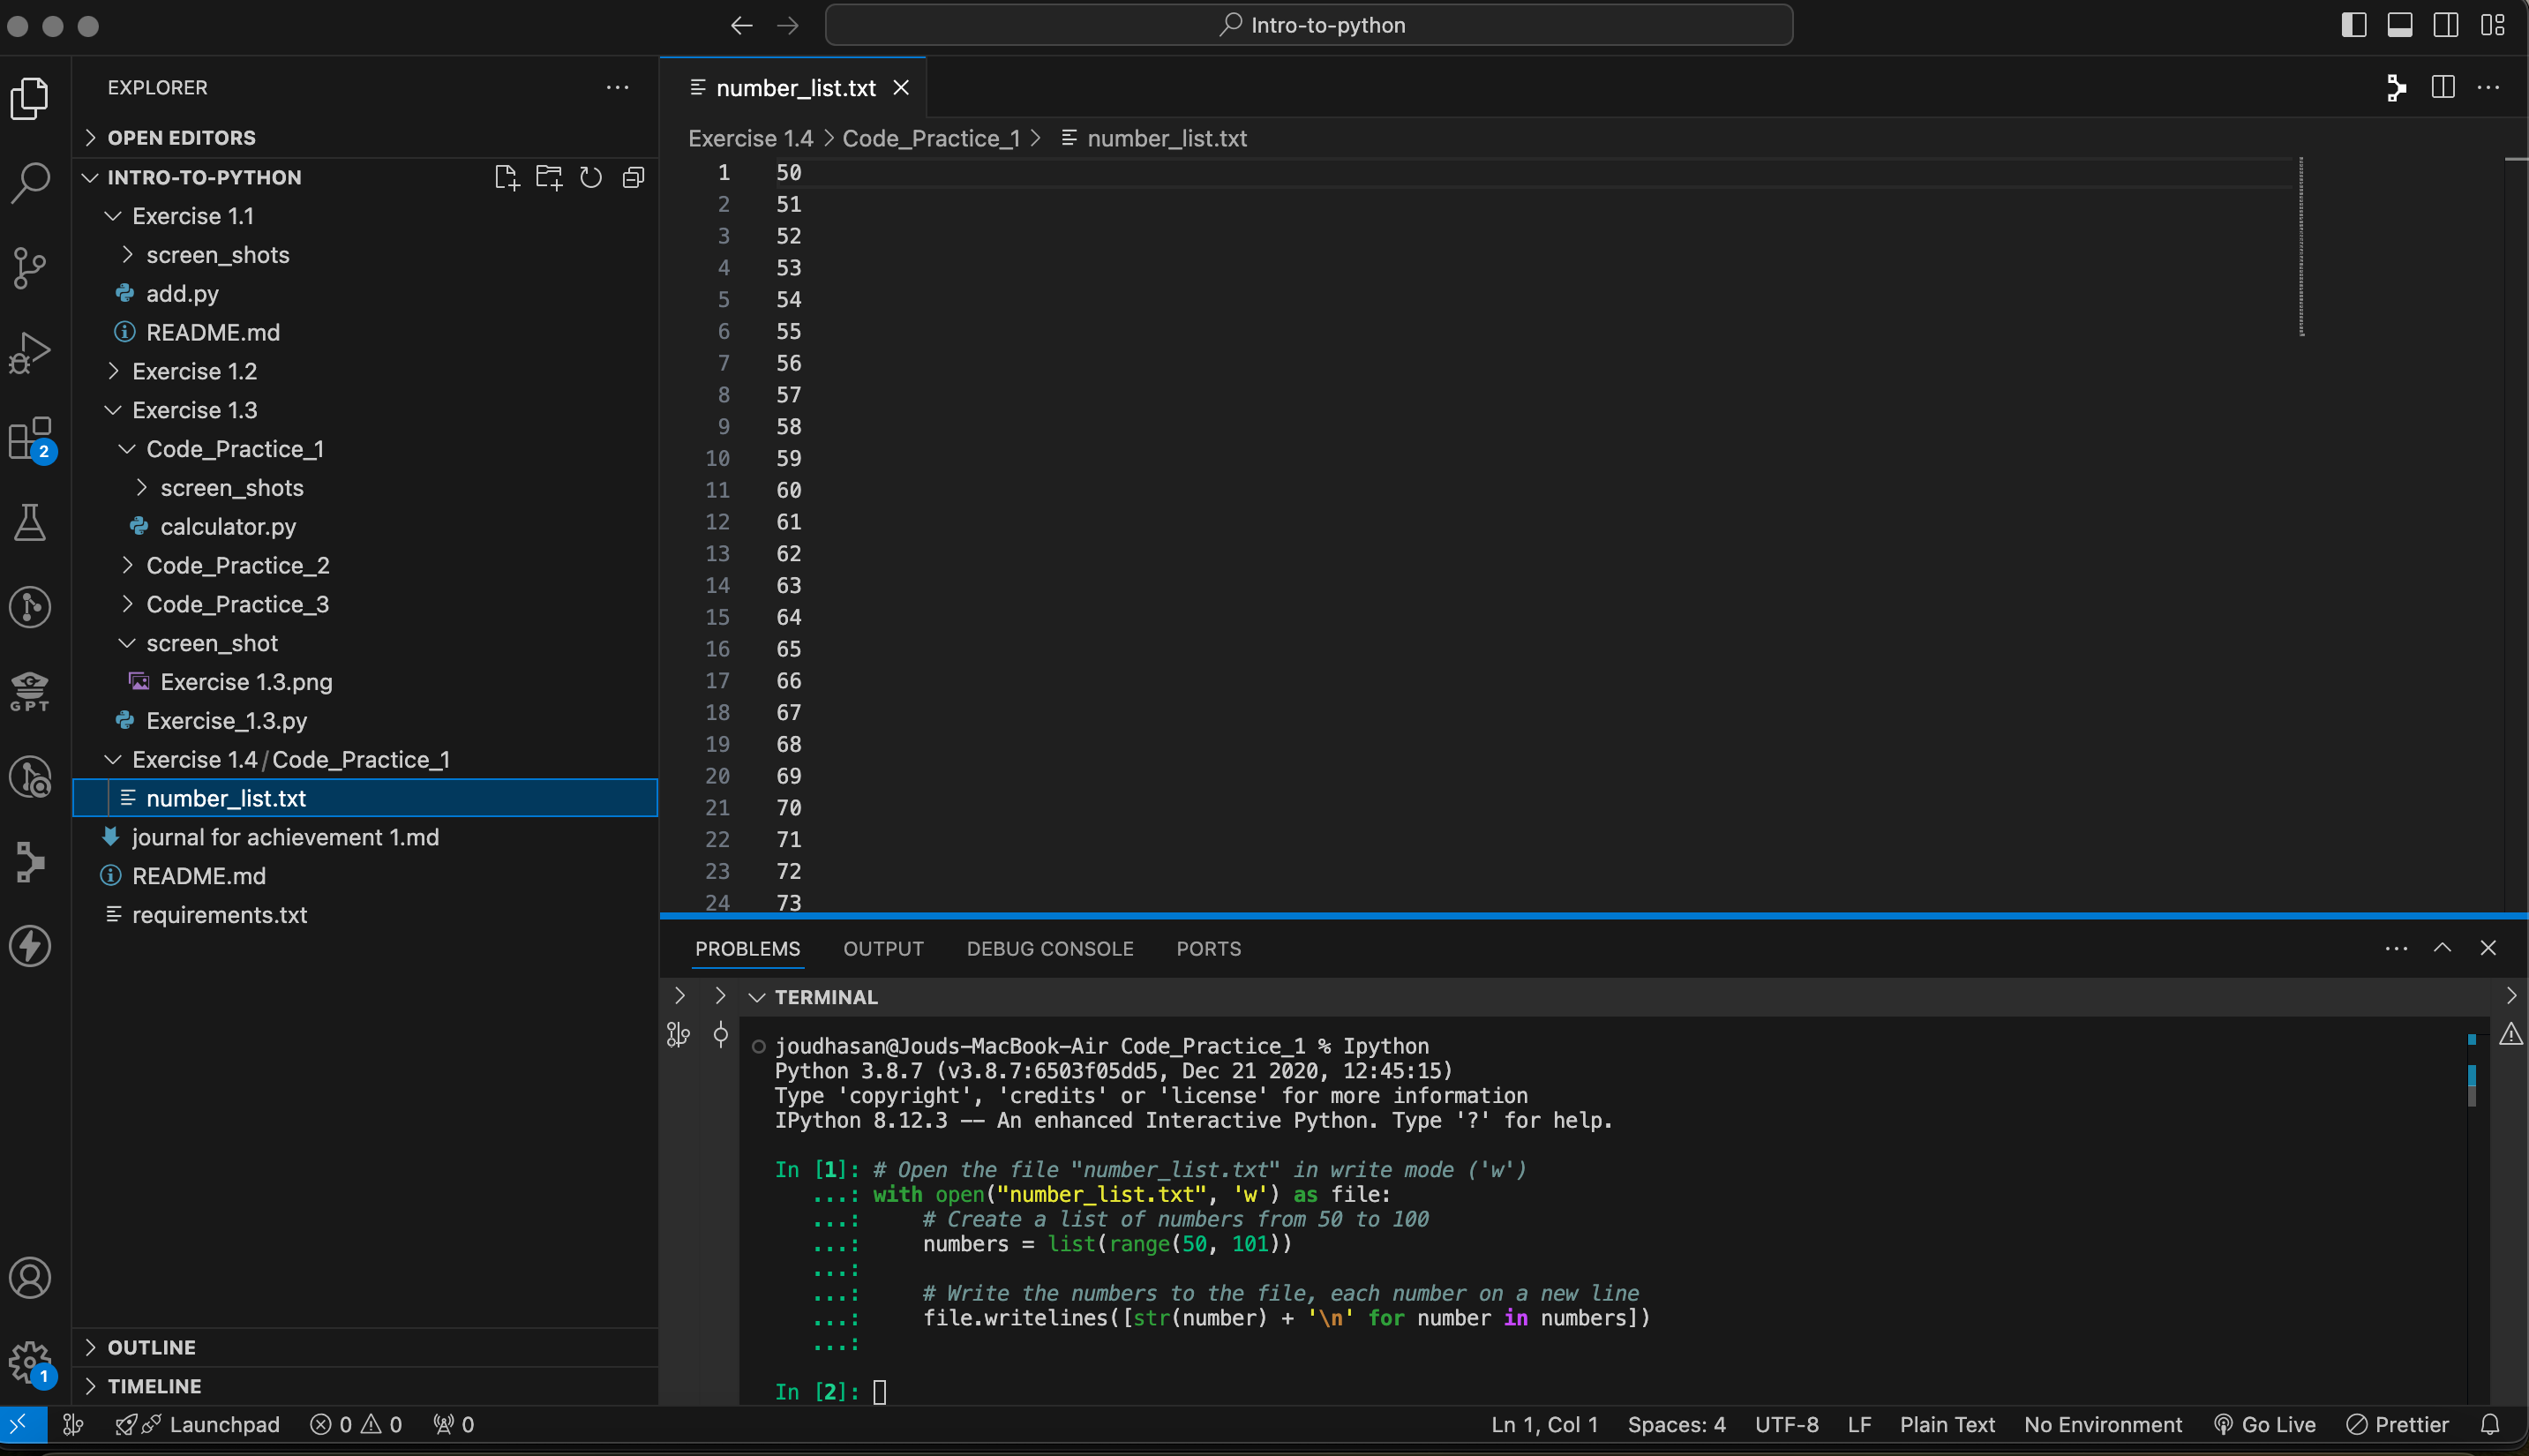 Intro-to-python
EXPLORER
OPEN EDITORS
INTRO-TO-PYTHON
Exercise 1.1
screen_shots
add.py
README.md
Exercise 1.2
Exercise 1.3
Code_Practice_1
screen_shots
calculator.py
Code_Practice_2
Code_Practice_3
screen_shot
Exercise 1.3.png
Exercise_1.3.py
Exercise 1.4/Code_Practice_1
number_list.txt
journal for achievement 1.md
README.md
requirements.txt
OUTLINE
TIMELINE
2
GPT
1
number_list.txt
Exercise 1.4 > Code_Practice_1 > number_list.txt
1 50
2 51
3 52
4 53
5 54
6 55
7 56
8 57
9 58
10 59
11 60
12 61
13 62
14 63
15 64
16 65
17 66
18 67
19 68
20 69
21 70
22 71
23 72
24 73
PROBLEMS OUTPUT DEBUG CONSOLE PORTS
TERMINAL
joudhasan@Jouds-MacBook-Air Code_Practice_1 % Ipython
Python 3.8.7 (v3.8.7:6503f05dd5, Dec 21 2020, 12:45:15)
Type 'copyright', 'credits' or 'license' for more information
IPython 8.12.3 -- An enhanced Interactive Python. Type '?' for help.
In [1]: # Open the file "number_list.txt" in write mode ('w')
...: with open("number_list.txt", 'w') as file:
...: # Create a list of numbers from 50 to 100
...: numbers = list(range(50, 101))
...:
...: # Write the numbers to the file, each number on a new line
...: file.writelines([str(number) + '\n' for number in numbers])
...:
In [2]:
Launchpad 0 0 0 Ln 1, Col 1 Spaces: 4 UTF-8 LF Plain Text No Environment Go Live Prettier